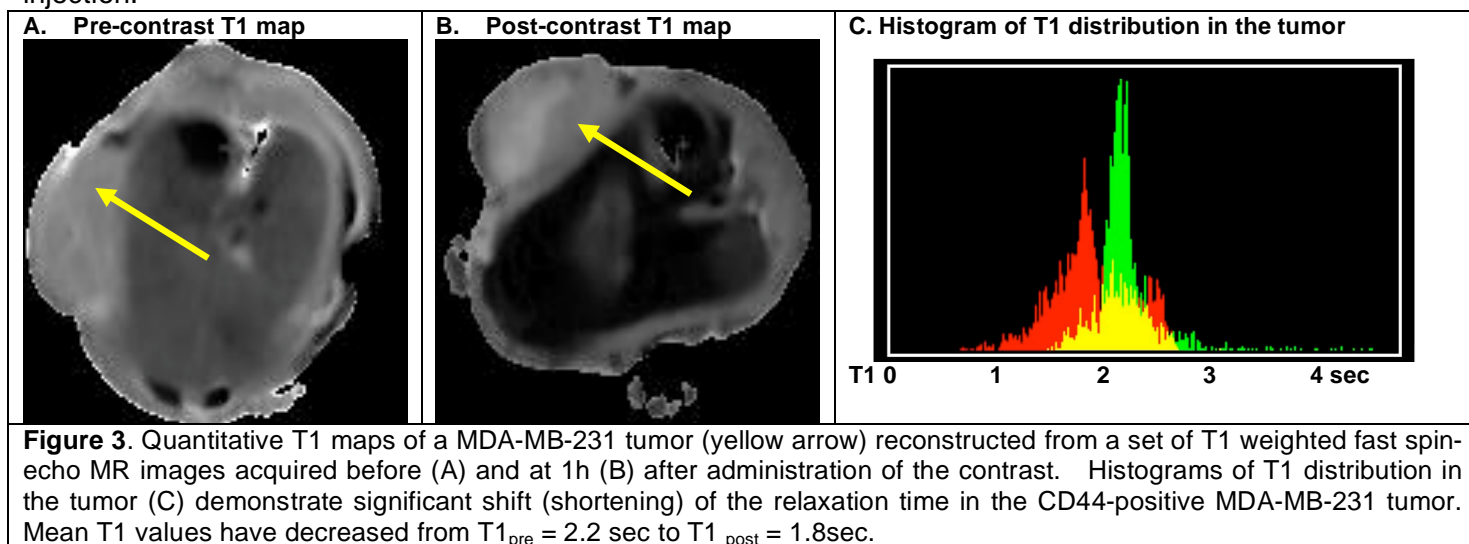 injection.
A. Pre-contrast T1 map
B. Post-contrast T1 map
C. Histogram of T1 distribution in the tumor
T1 0 1 2 3 4 sec
Figure 3. Quantitative T1 maps of a MDA-MB-231 tumor (yellow arrow) reconstructed from a set of T1 weighted fast spin-
echo MR images acquired before (A) and at 1h (B) after administration of the contrast. Histograms of T1 distribution in
the tumor (C) demonstrate significant shift (shortening) of the relaxation time in the CD44-positive MDA-MB-231 tumor.
Mean T1 values have decreased from T1pre = 2.2 sec to T1 post = 1.8sec.